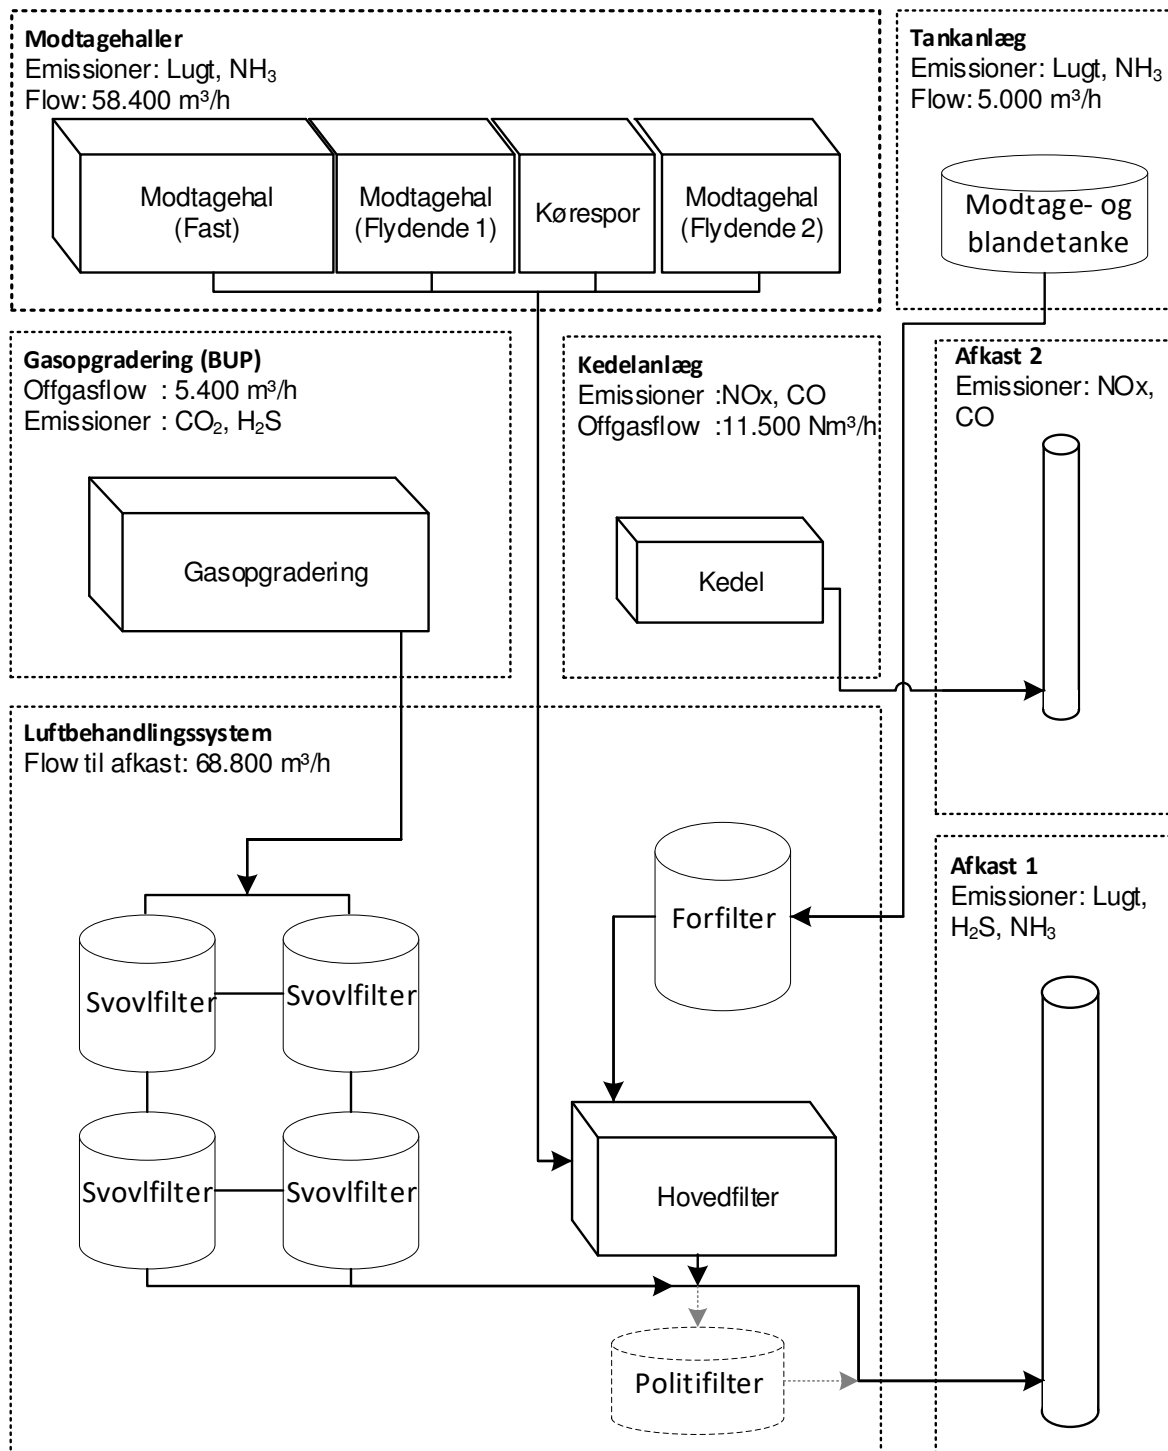 Modtagehaller
Emissioner: Lugt, NH₃
Flow: 58.400 m³/h
Modtagehal
(Fast)
Modtagehal
(Flydende 1)
Kørespor
Modtagehal
(Flydende 2)
Tankanlæg
Emissioner: Lugt, NH₃
Flow: 5.000 m³/h
Modtage- og
blandetanke
Gasopgradering (BUP)
Offgasflow : 5.400 m³/h
Emissioner : CO₂, H₂S
Gasopgradering
Kedelanlæg
Emissioner :NOx, CO
Offgasflow :11.500 Nm³/h
Kedel
Afkast 2
Emissioner: NOx,
CO
Luftbehandlingssystem
Flow til afkast: 68.800 m³/h
Forfilter
Svovlfilter
Svovlfilter
Svovlfilter
Svovlfilter
Hovedfilter
Politifilter
Afkast 1
Emissioner: Lugt,
H₂S, NH₃